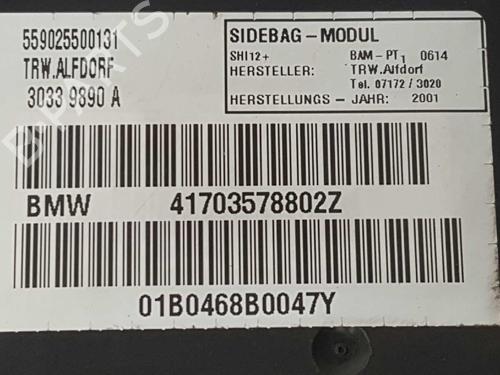 559025500131
TRW.ALFDORF
3033 9890 A
SIDEBAG-MODUL
SHI12+ BAM-PT1 0614
HERSTELLER: TRW.Alfdorf
Tel. 07172/3020
HERSTELLUNGS-JAHR: 2001
BMW 41703578802Z
01B0468B0047Y